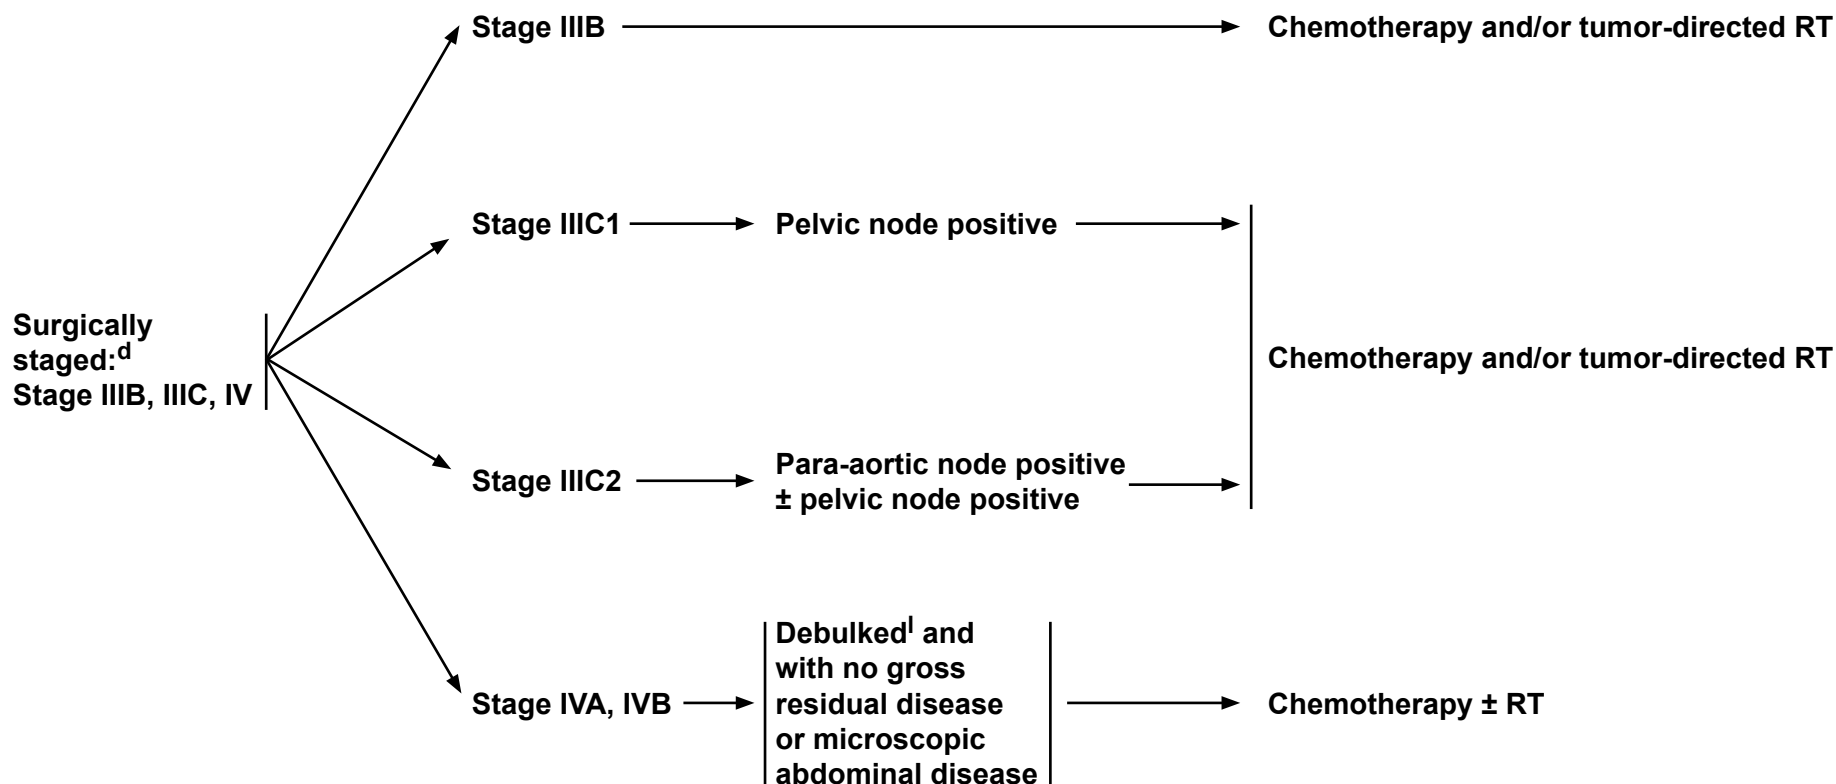 Stage IIIB
Chemotherapy and/or tumor-directed RT
Stage IIIC1
Pelvic node positive
Surgically
staged:d
Stage IIIB, IIIC, IV
Chemotherapy and/or tumor-directed RT
Stage IIIC2
Para-aortic node positive
± pelvic node positive
Stage IVA, IVB
Debulkedl and
with no gross
residual disease
or microscopic
abdominal disease
Chemotherapy ± RT